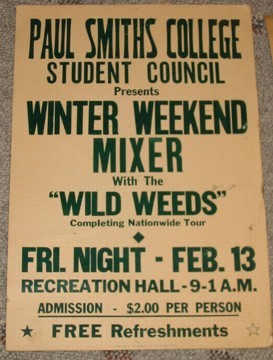 PAUL SMITHS COLLEGE
STUDENT COUNCIL
Presents
WINTER WEEKEND
MIXER
With The
"WILD WEEDS"
Completing Nationwide Tour
FRI. NIGHT - FEB. 13
RECREATION HALL - 9-1 A.M.
ADMISSION - $2.00 PER PERSON
★ FREE Refreshments ☆